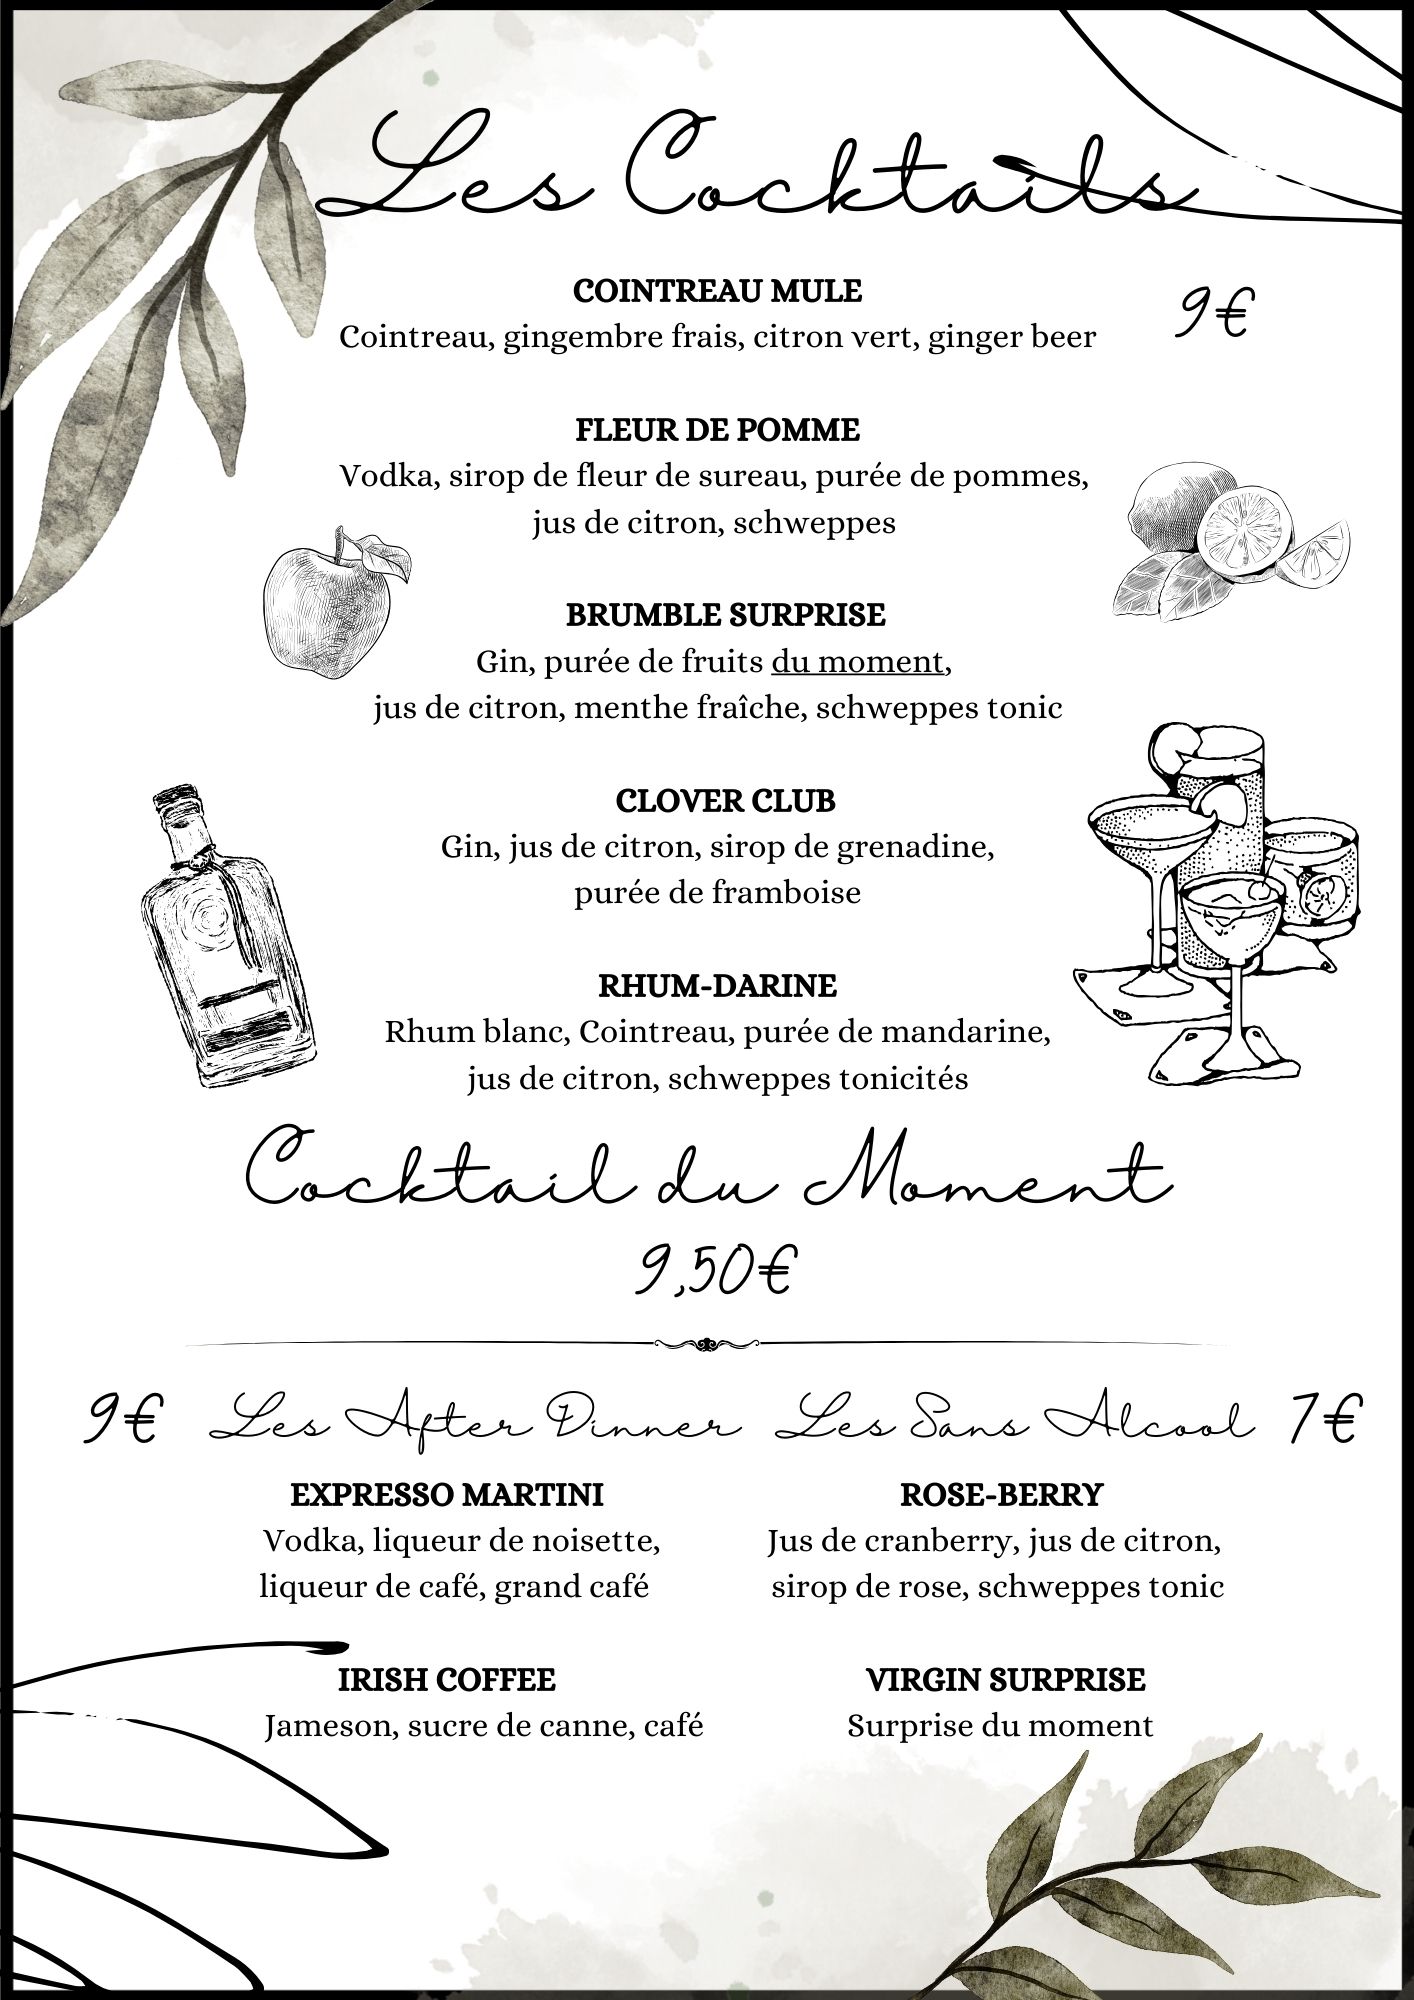 Les Cocktails
COINTREAU MULE
9€
Cointreau, gingembre frais, citron vert, ginger beer
FLEUR DE POMME
Vodka, sirop de fleur de sureau, purée de pommes,
jus de citron, schweppes
BRUMBLE SURPRISE
Gin, purée de fruits du moment,
jus de citron, menthe fraîche, schweppes tonic
CLOVER CLUB
Gin, jus de citron, sirop de grenadine,
purée de framboise
RHUM-DARINE
Rhum blanc, Cointreau, purée de mandarine,
jus de citron, schweppes tonicités
Cocktail du Moment
9,50€
9€ Les After Dinner
EXPRESSO MARTINI
Vodka, liqueur de noisette,
liqueur de café, grand café
IRISH COFFEE
Jameson, sucre de canne, café
Les Sans Alcool 7€
ROSE-BERRY
Jus de cranberry, jus de citron,
sirop de rose, schweppes tonic
VIRGIN SURPRISE
Surprise du moment